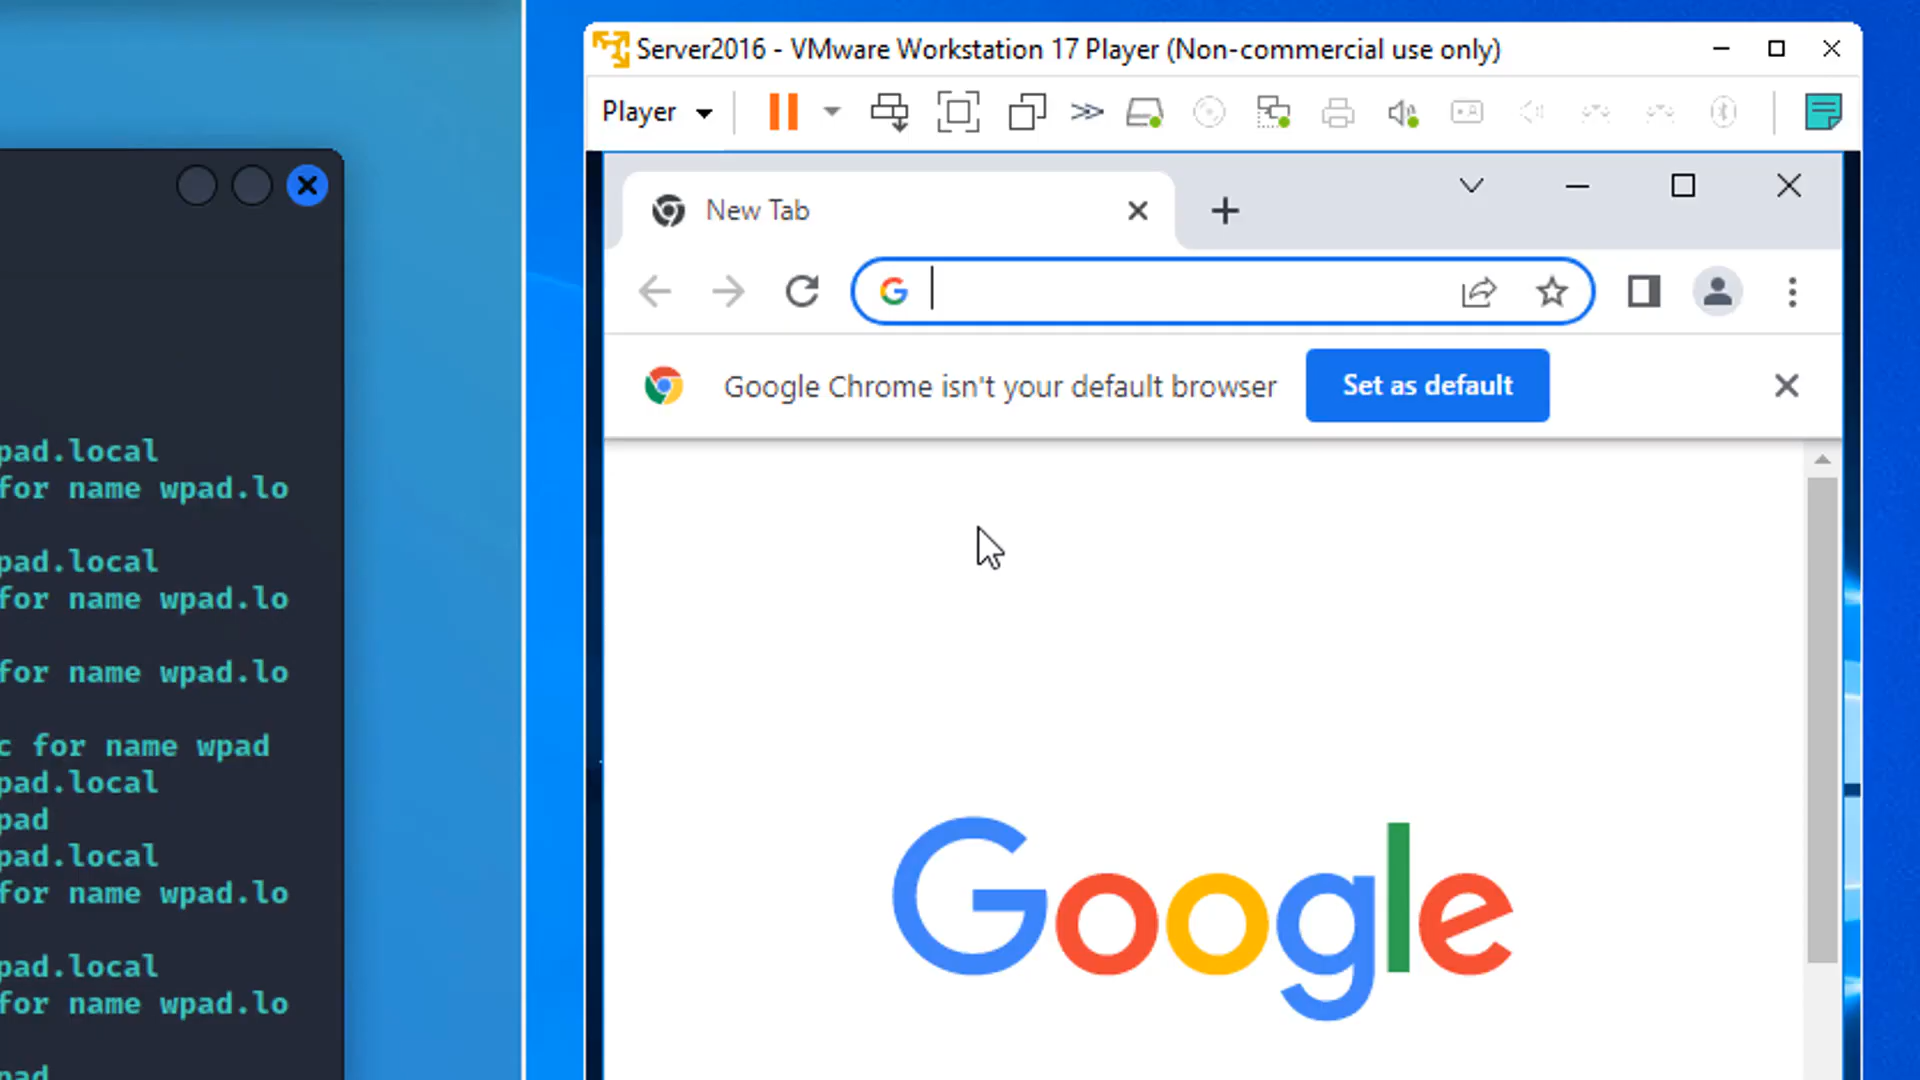 pad.local
for name wpad.lo
pad.local
for name wpad.lo
for name wpad.lo
c for name wpad
pad.local
pad
pad.local
for name wpad.lo
pad.local
for name wpad.lo
pad
Server2016 - VMware Workstation 17 Player (Non-commercial use only)
Player
New Tab
Google Chrome isn't your default browser
Set as default
Google